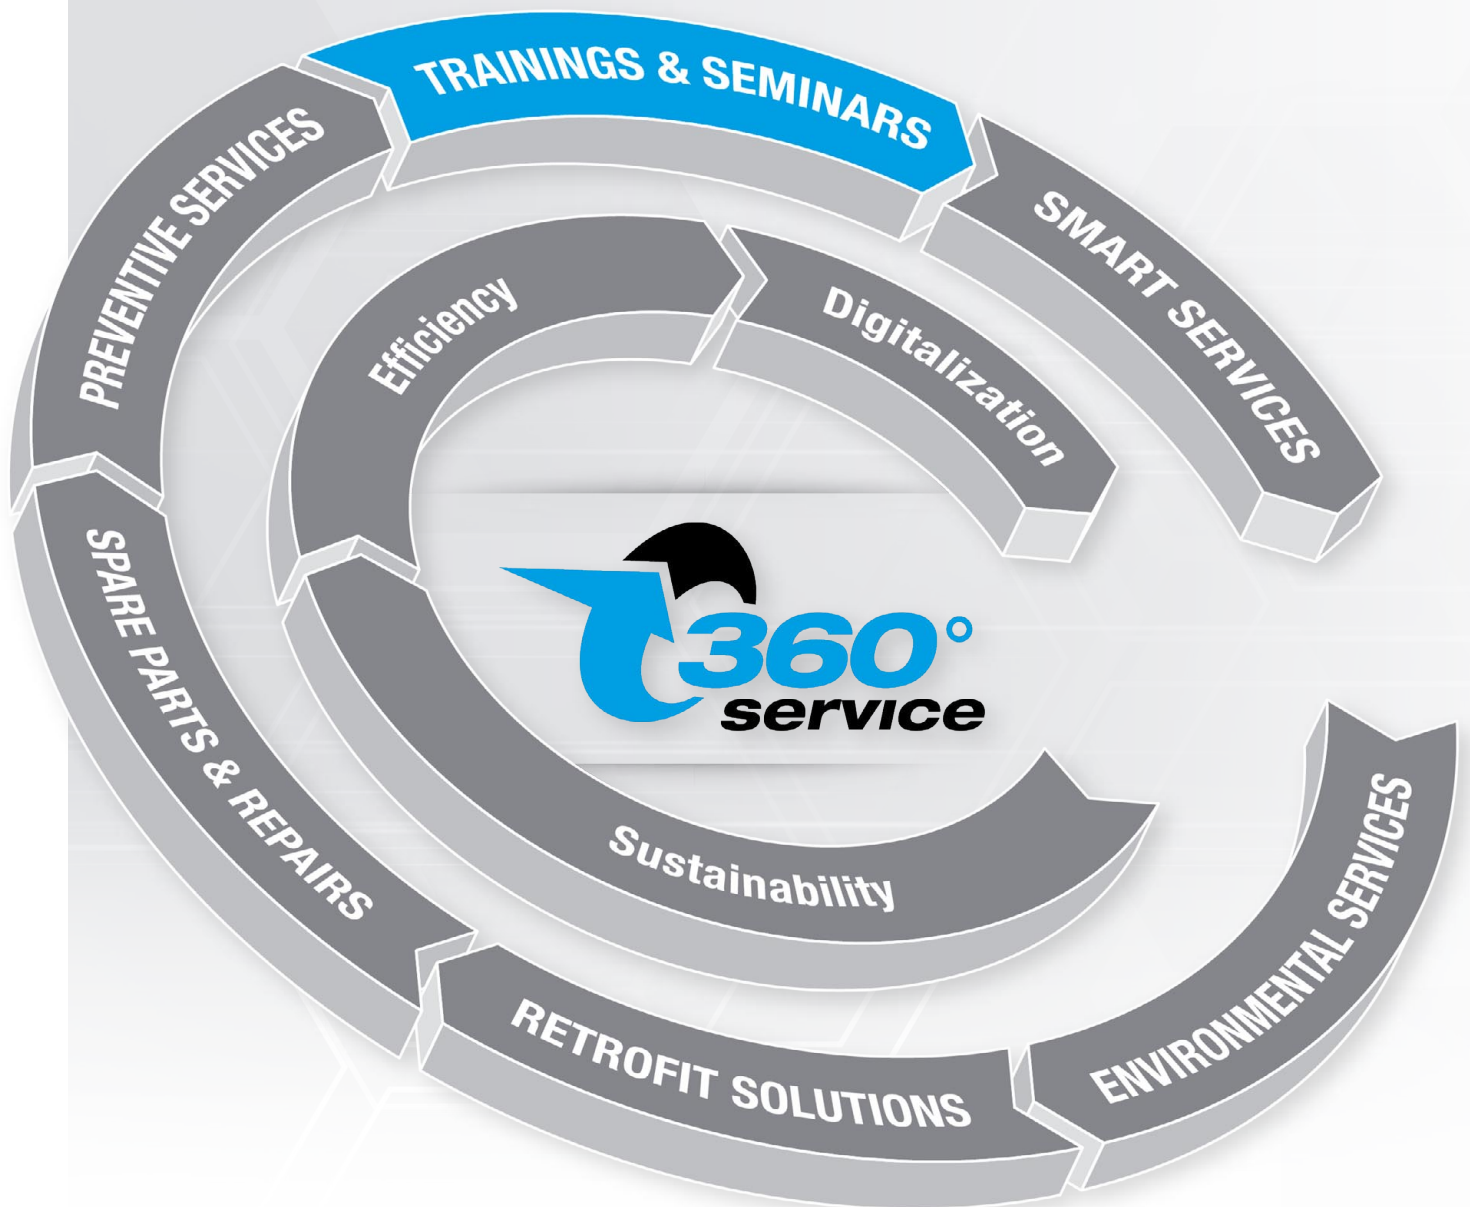 TRAININGS & SEMINARS
SMART SERVICES
PREVENTIVE SERVICES
Efficiency
Digitalization
360°
service
SPARE PARTS & REPAIRS
Sustainability
RETROFIT SOLUTIONS
ENVIRONMENTAL SERVICES